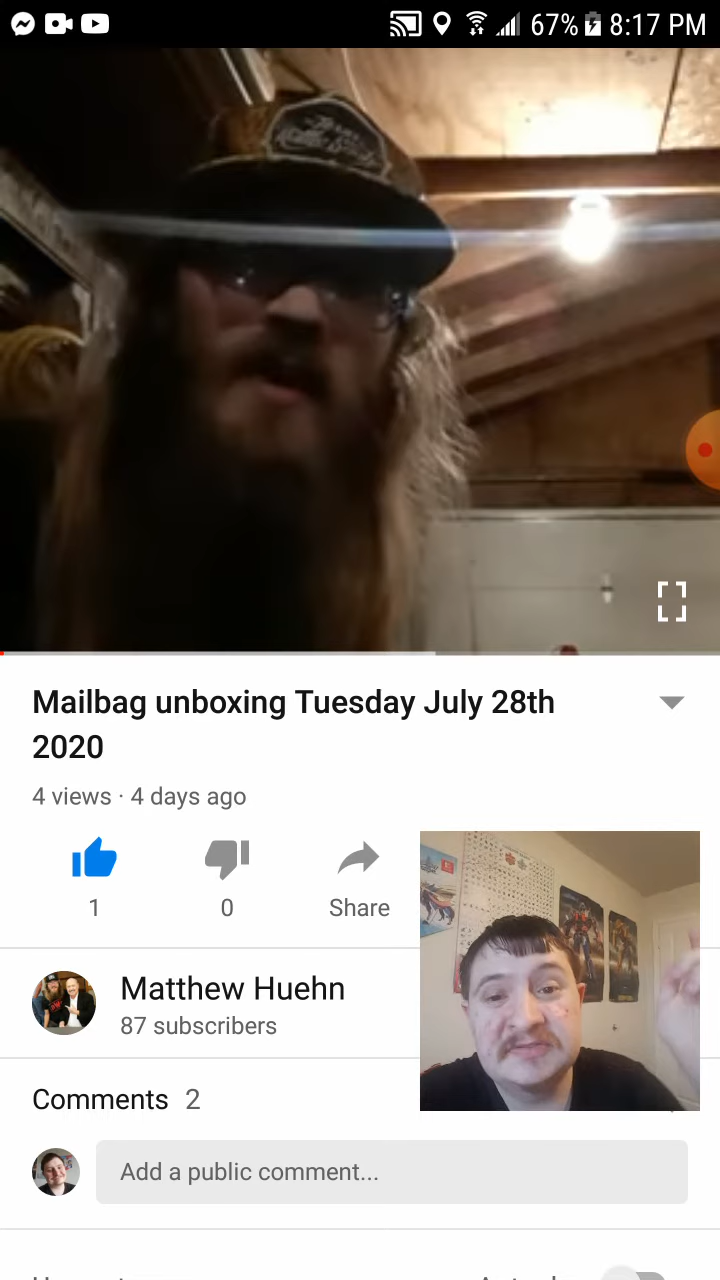 67% 8:17 PM
Mailbag unboxing Tuesday July 28th
2020
4 views · 4 days ago
1
0
Share
Matthew Huehn
87 subscribers
Comments 2
Add a public comment...